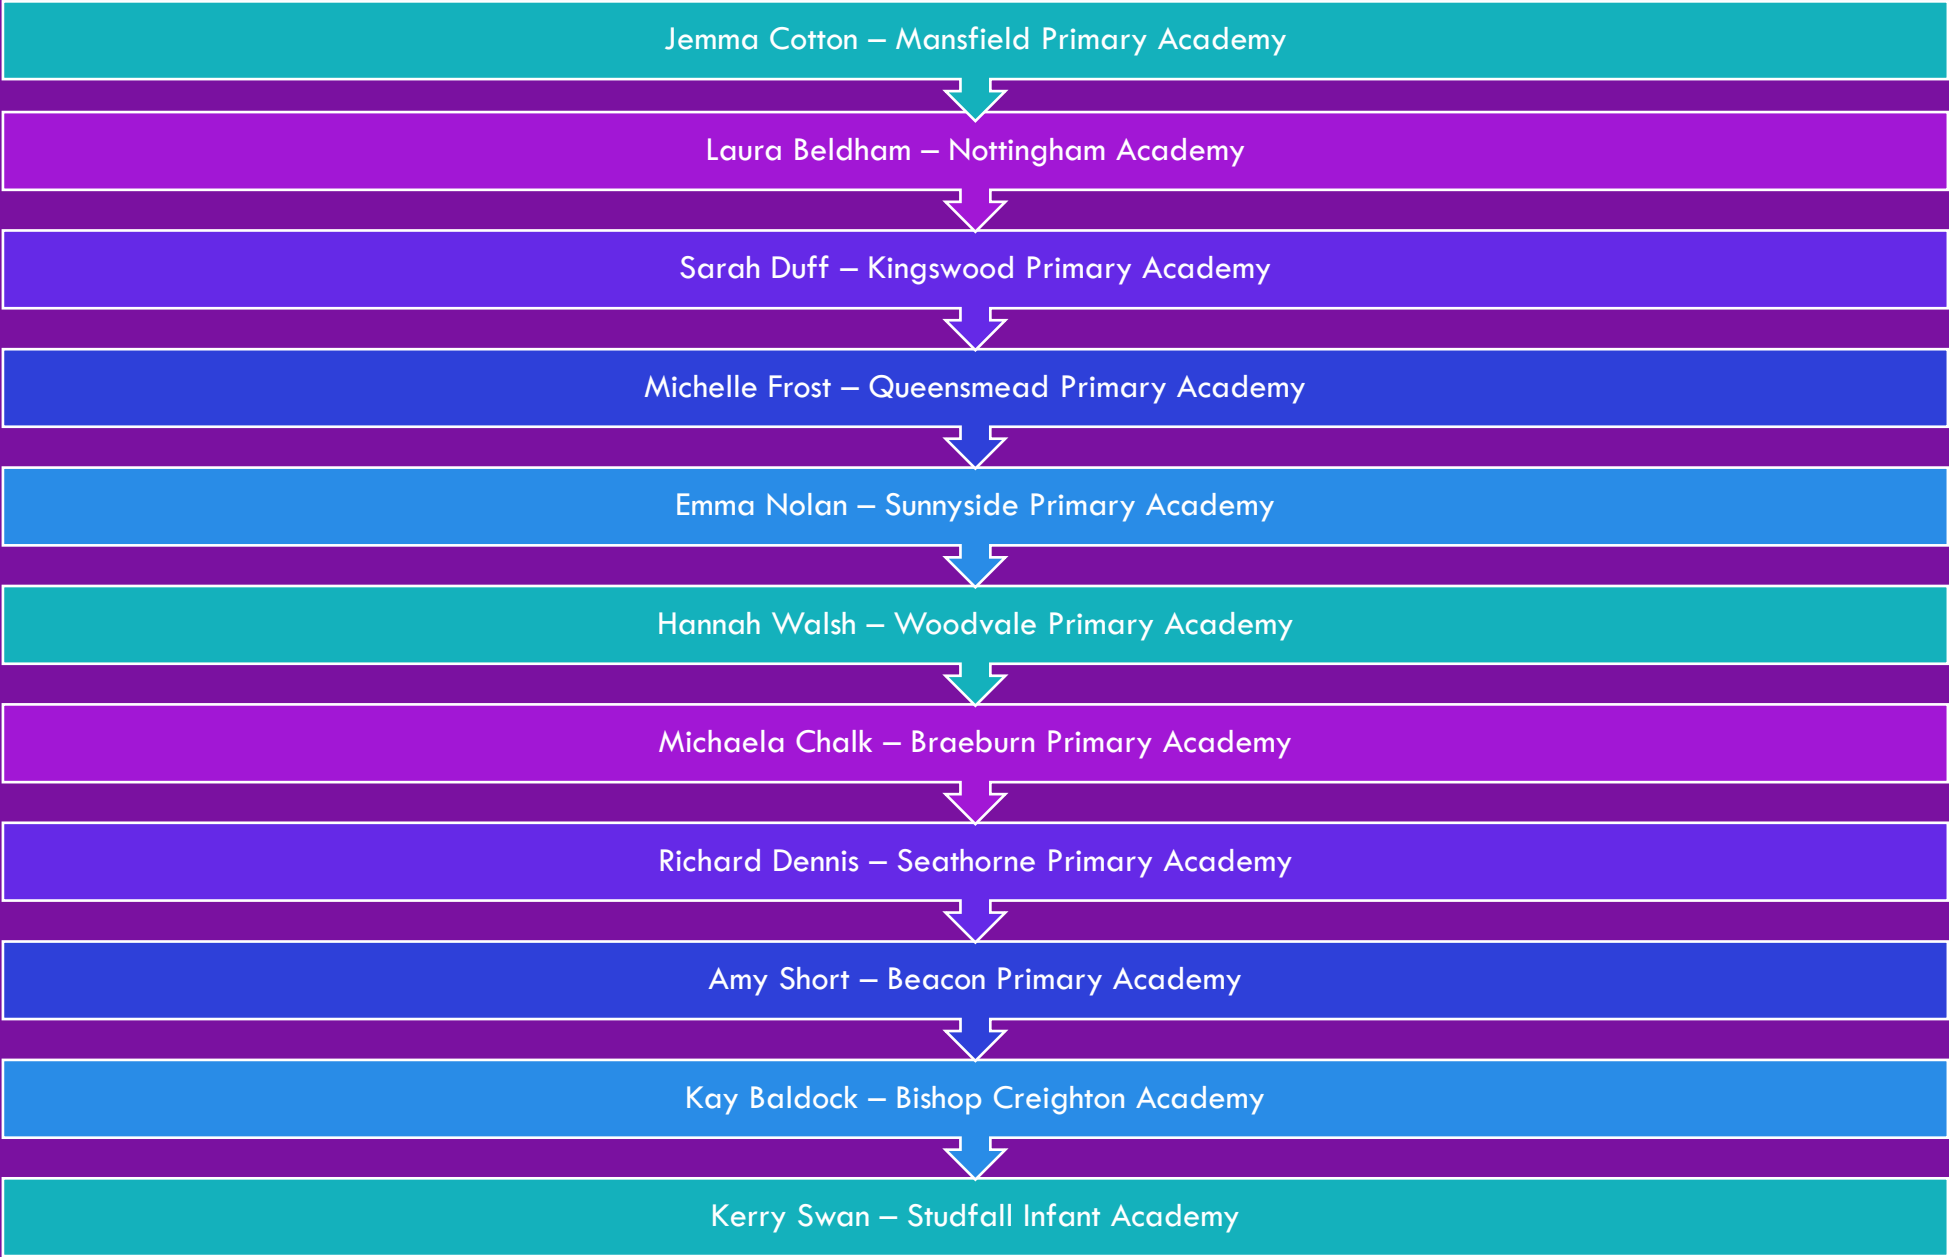 Jemma Cotton – Mansfield Primary Academy
Laura Beldham – Nottingham Academy
Sarah Duff – Kingswood Primary Academy
Michelle Frost – Queensmead Primary Academy
Emma Nolan – Sunnyside Primary Academy
Hannah Walsh – Woodvale Primary Academy
Michaela Chalk – Braeburn Primary Academy
Richard Dennis – Seathorne Primary Academy
Amy Short – Beacon Primary Academy
Kay Baldock – Bishop Creighton Academy
Kerry Swan – Studfall Infant Academy